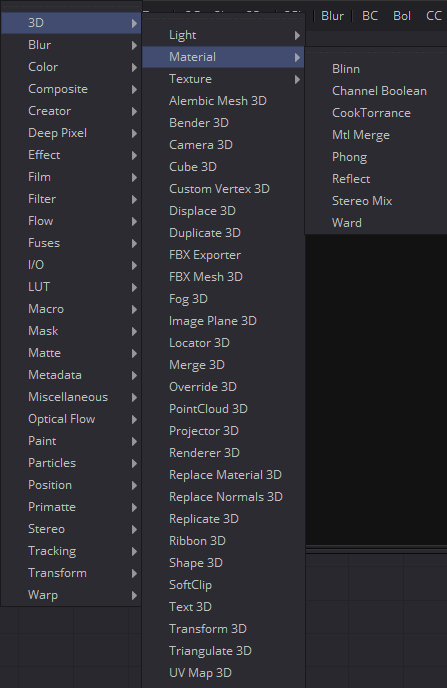 Blur BC Bol CC
3D
Blur
Color
Composite
Creator
Deep Pixel
Effect
Film
Filter
Flow
Fuses
I/O
LUT
Macro
Mask
Matte
Metadata
Miscellaneous
Optical Flow
Paint
Particles
Position
Primatte
Stereo
Tracking
Transform
Warp
Light
Material
Texture
Alembic Mesh 3D
Bender 3D
Camera 3D
Cube 3D
Custom Vertex 3D
Displace 3D
Duplicate 3D
FBX Exporter
FBX Mesh 3D
Fog 3D
Image Plane 3D
Locator 3D
Merge 3D
Override 3D
PointCloud 3D
Projector 3D
Renderer 3D
Replace Material 3D
Replace Normals 3D
Replicate 3D
Ribbon 3D
Shape 3D
SoftClip
Text 3D
Transform 3D
Triangulate 3D
UV Map 3D
Blinn
Channel Boolean
CookTorrance
Mtl Merge
Phong
Reflect
Stereo Mix
Ward